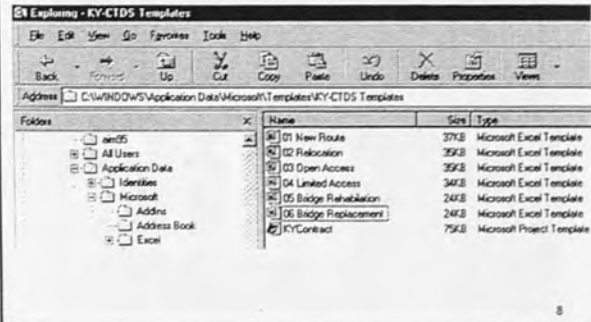 Exploring - KY-CTDS Templates
File Edit View Go Favorites Tools Help
Back Forward Up Cut Copy Paste Undo Delete Properties Views
Address C:\WINDOWS\Application Data\Microsoft\Templates\KY-CTDS Templates
Folders x
aim95
All Users
Application Data
Identities
Microsoft
Addins
Address Book
Excel
Name Size Type
01 New Route 37KB Microsoft Excel Template
02 Relocation 35KB Microsoft Excel Template
03 Open Access 35KB Microsoft Excel Template
04 Limited Access 34KB Microsoft Excel Template
05 Bridge Rehabilation 24KB Microsoft Excel Template
06 Bridge Replacement 24KB Microsoft Excel Template
KYContract 75KB Microsoft Project Template
8